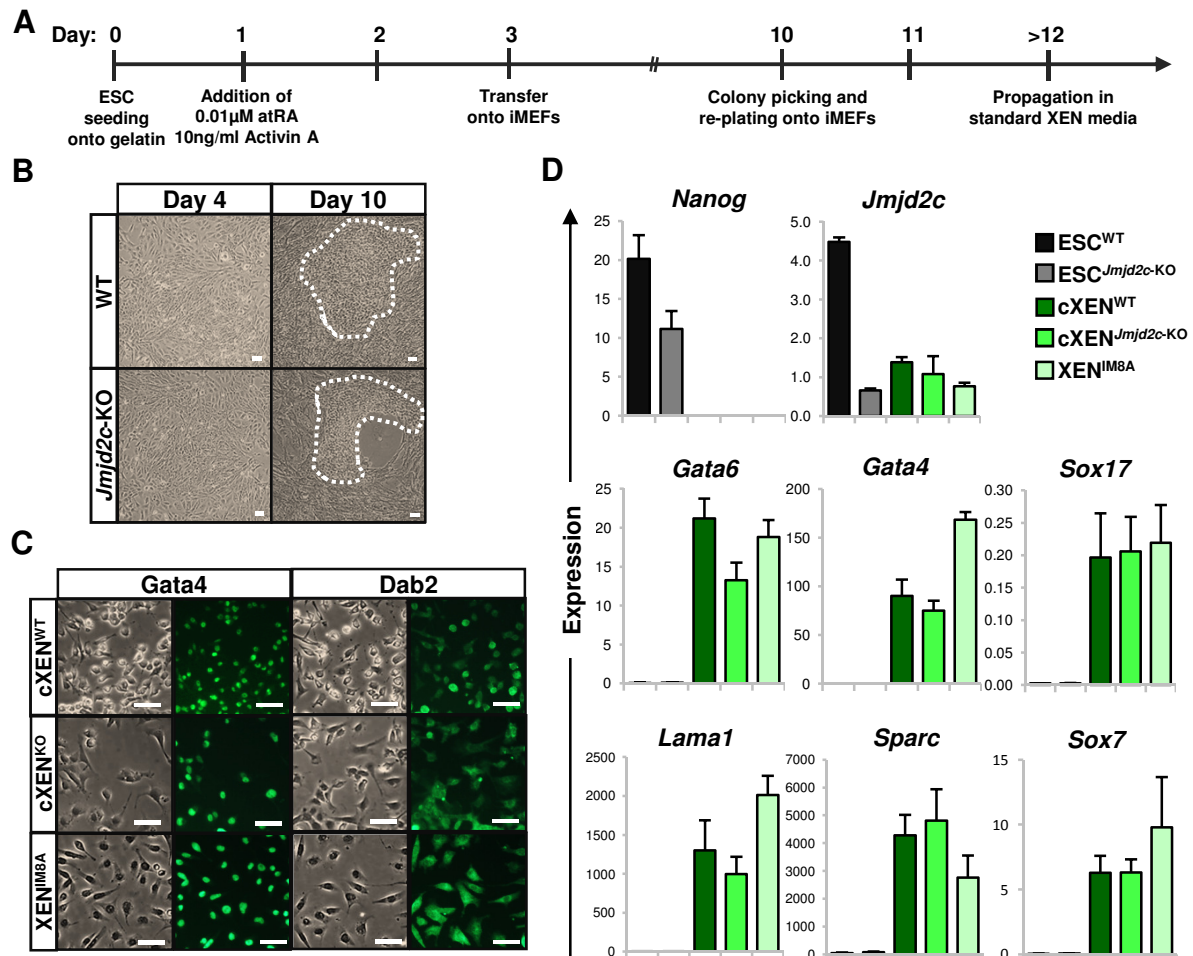 A
Day: 0 1 2 3 10 11 >12
ESC
seeding
onto gelatin
Addition of
0.01µM atRA
10ng/ml Activin A
Transfer
onto iMEFs
Colony picking and
re-plating onto iMEFs
Propagation in
standard XEN media
B
Day 4 Day 10
WT
Jmjd2c-KO
C
Gata4 Dab2
cXENWT
cXENKO
XENIM8A
D
Expression
Nanog
25
20
15
10
5
0
Jmjd2c
5.0
4.0
3.0
2.0
1.0
0.0
ESCWT
ESCJmjd2c-KO
cXENWT
cXENJmjd2c-KO
XENIM8A
Gata6
25
20
15
10
5
0
Gata4
200
150
100
50
0
Sox17
0.30
0.25
0.20
0.15
0.10
0.05
0.00
Lama1
2500
2000
1500
1000
500
0
Sparc
7000
6000
5000
4000
3000
2000
1000
0
Sox7
15
10
5
0